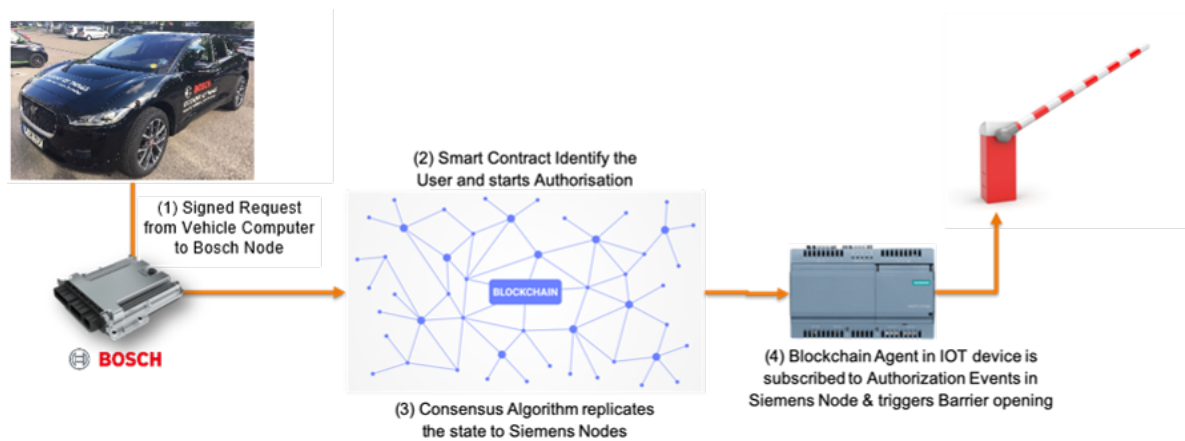 BOSCH
(1) Signed Request
from Vehicle Computer
to Bosch Node
BOSCH
(2) Smart Contract Identify the
User and starts Authorisation
BLOCKCHAIN
(3) Consensus Algorithm replicates
the state to Siemens Nodes
SIEMENS
(4) Blockchain Agent in IOT device is
subscribed to Authorization Events in
Siemens Node & triggers Barrier opening